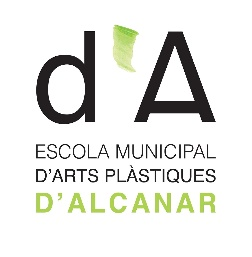 d'A
ESCOLA MUNICIPAL
D'ARTS PLÀSTIQUES
D'ALCANAR